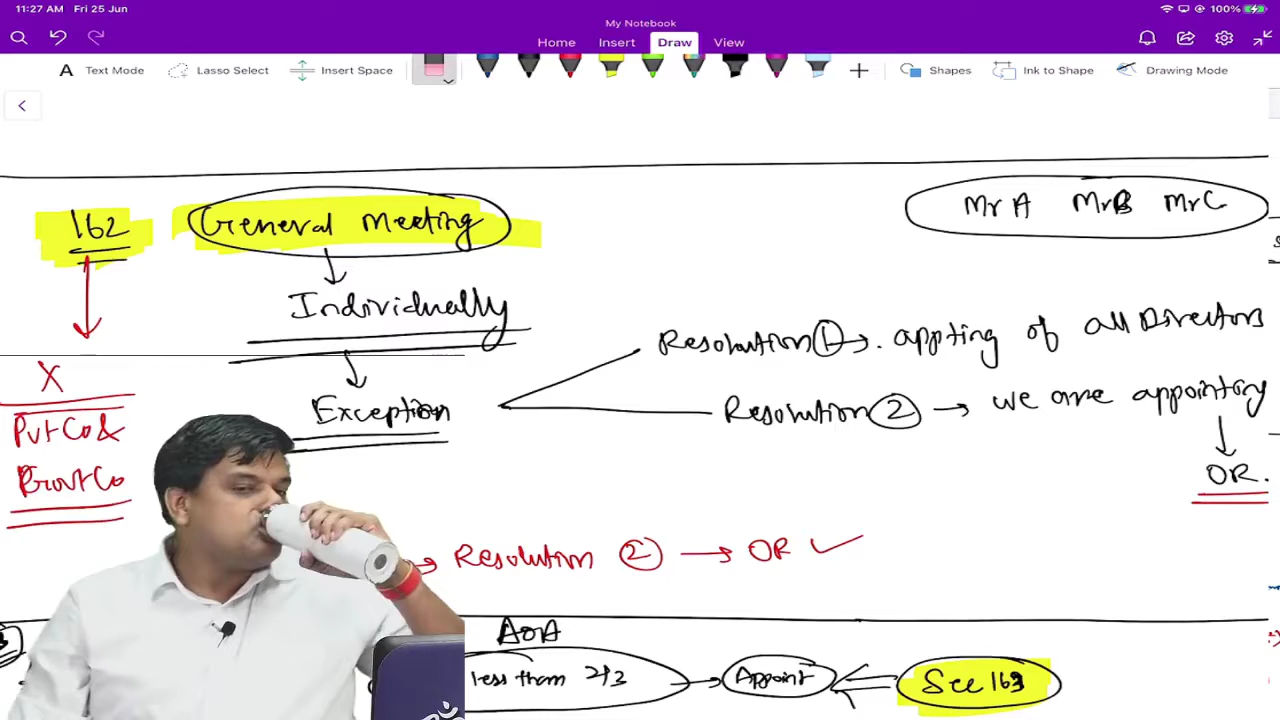 11:27 AM Fri 25 Jun
100%
My Notebook
Home Insert Draw View
A Text Mode Lasso Select Insert Space Shapes Ink to Shape Drawing Mode
162 General Meeting
Mr A Mr B Mr C
Individually
Resolution 1 → appting of all Directors
Exception
Resolution 2 → we are appointing
OR.
X
Pvt Co &
Govt Co
Resolution 2 → OR ✓
AOA
less than 2/3 → Appoint
Sec 163